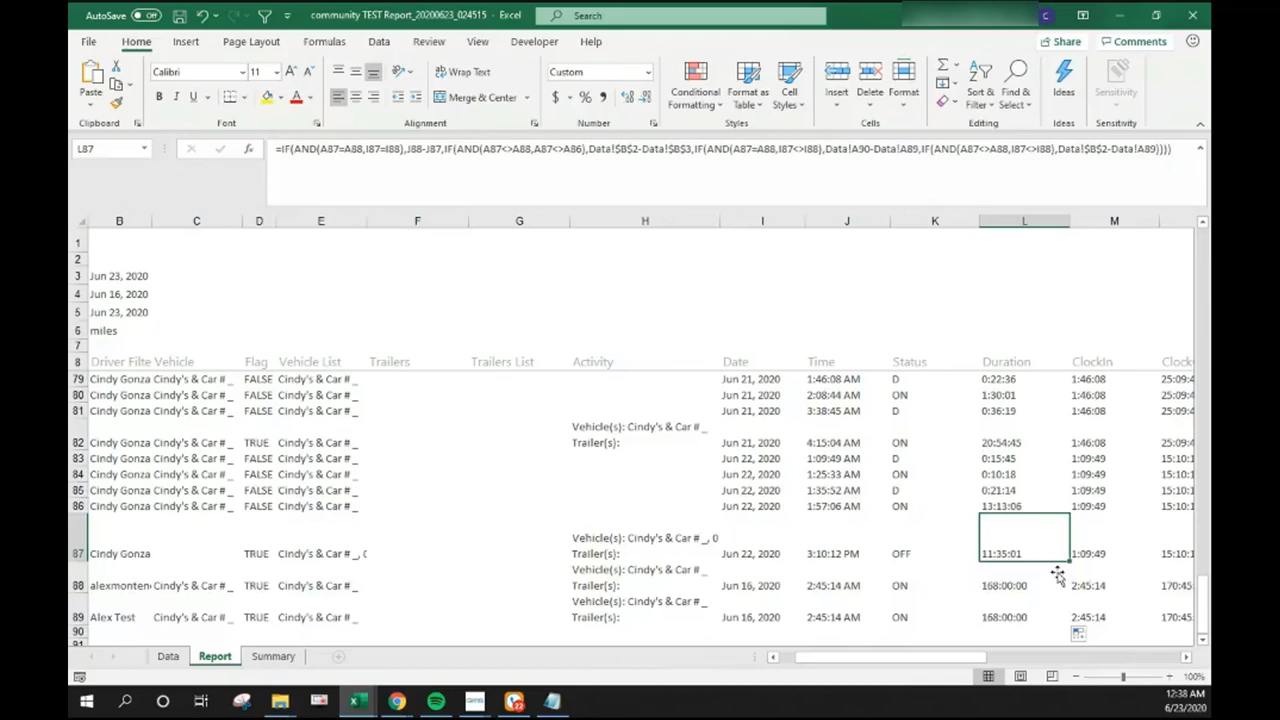 AutoSave Off community TEST Report_20200623_024515 - Excel Search C
File Home Insert Page Layout Formulas Data Review View Developer Help Share Comments
Paste Calibri 11 Wrap Text Custom Conditional Formatting Format as Table Cell Styles Insert Delete Format Sort & Filter Find & Select Ideas Sensitivity
B I U A Merge & Center $ % 9
Clipboard Font Alignment Number Styles Cells Editing Ideas Sensitivity
L87 fx =IF(AND(A87=A88,I87=I88),J88-J87,IF(AND(A87<>A88,A87<>A86),Data!$B$2-Data!$B$3,IF(AND(A87=A88,I87<>I88),Data!A90-Data!A89,IF(AND(A87<>A88,I87<>I88),Data!$B$2-Data!A89))))
B C D E F G H I J K L M
1
2
3 Jun 23, 2020
4 Jun 16, 2020
5 Jun 23, 2020
6 miles
7
8 Driver Filte Vehicle Flag Vehicle List Trailers Trailers List Activity Date Time Status Duration ClockIn Clock
79 Cindy Gonza Cindy's & Car # _ FALSE Cindy's & Car # _ Jun 21, 2020 1:46:08 AM D 0:22:36 1:46:08 25:09:4
80 Cindy Gonza Cindy's & Car # _ FALSE Cindy's & Car # _ Jun 21, 2020 2:08:44 AM ON 1:30:01 1:46:08 25:09:4
81 Cindy Gonza Cindy's & Car # _ FALSE Cindy's & Car # _ Jun 21, 2020 3:38:45 AM D 0:36:19 1:46:08 25:09:4
Vehicle(s): Cindy's & Car # _
82 Cindy Gonza Cindy's & Car # _ TRUE Cindy's & Car # _ Trailer(s): Jun 21, 2020 4:15:04 AM ON 20:54:45 1:46:08 25:09:4
83 Cindy Gonza Cindy's & Car # _ FALSE Cindy's & Car # _ Jun 22, 2020 1:09:49 AM D 0:15:45 1:09:49 15:10:1
84 Cindy Gonza Cindy's & Car # _ FALSE Cindy's & Car # _ Jun 22, 2020 1:25:33 AM ON 0:10:18 1:09:49 15:10:1
85 Cindy Gonza Cindy's & Car # _ FALSE Cindy's & Car # _ Jun 22, 2020 1:35:52 AM D 0:21:14 1:09:49 15:10:1
86 Cindy Gonza Cindy's & Car # _ FALSE Cindy's & Car # _ Jun 22, 2020 1:57:06 AM ON 13:13:06 1:09:49 15:10:1
Vehicle(s): Cindy's & Car # _, 0
87 Cindy Gonza TRUE Cindy's & Car # _, 0 Trailer(s): Jun 22, 2020 3:10:12 PM OFF 11:35:01 1:09:49 15:10:1
Vehicle(s): Cindy's & Car # _
88 alexmonten Cindy's & Car # _ TRUE Cindy's & Car # _ Trailer(s): Jun 16, 2020 2:45:14 AM ON 168:00:00 2:45:14 170:45
Vehicle(s): Cindy's & Car # _
89 Alex Test Cindy's & Car # _ TRUE Cindy's & Car # _ Trailer(s): Jun 16, 2020 2:45:14 AM ON 168:00:00 2:45:14 170:45
90
91
Data Report Summary
100%
12:38 AM
6/23/2020